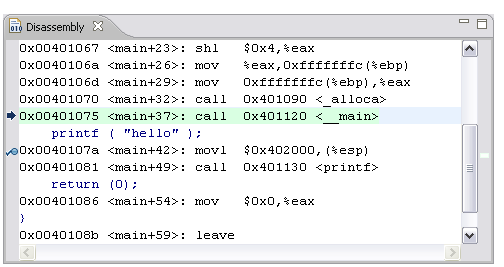 Disassembly
0x00401067 <main+23>: shl $0x4,%eax
0x0040106a <main+26>: mov %eax,0xfffffffc(%ebp)
0x0040106d <main+29>: mov 0xfffffffc(%ebp),%eax
0x00401070 <main+32>: call 0x401090 <_alloca>
0x00401075 <main+37>: call 0x401120 <__main>
printf ( "hello" );
0x0040107a <main+42>: movl $0x402000,(%esp)
0x00401081 <main+49>: call 0x401130 <printf>
return (0);
0x00401086 <main+54>: mov $0x0,%eax
}
0x0040108b <main+59>: leave